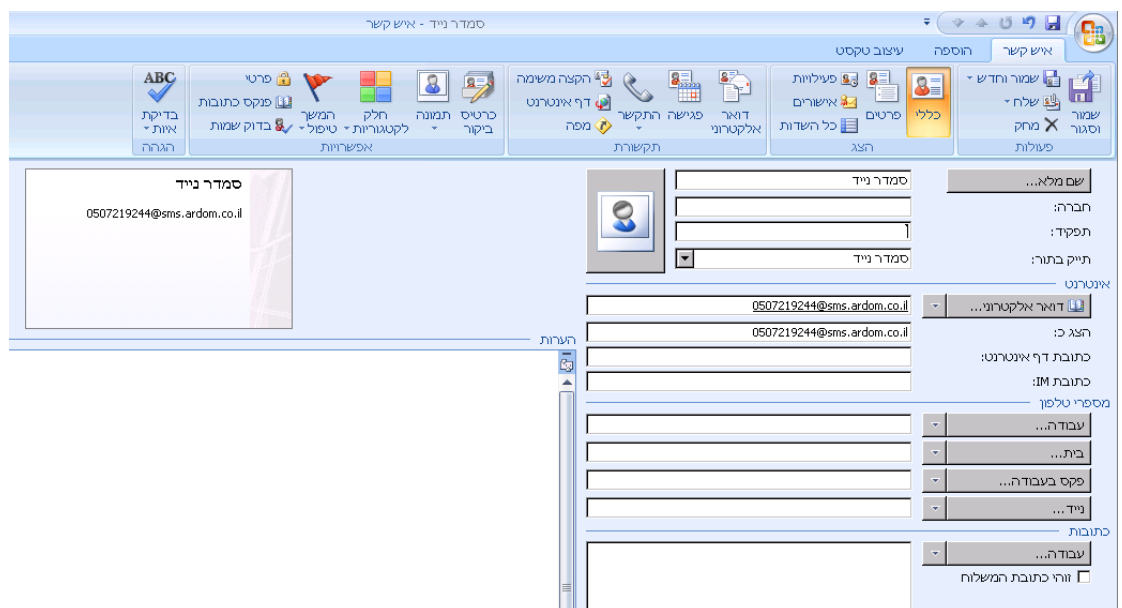 סמדר נייד - איש קשר
איש קשר
הוספה
עיצוב טקסט
שמור וסגור
שמור וחדש
שלח
מחק
פעולות
כללי
פרטים
פעילויות
אישורים
כל השדות
הצג
דואר אלקטרוני
פגישה
התקשר
הקצה משימה
דף אינטרנט
מפה
תקשורת
כרטיס ביקור
תמונה
חלק לקטגוריות
המשך טיפול
פרטי
פנקס כתובות
בדוק שמות
אפשרויות
ABC
בדיקת איות
הגהה
שם מלא...
סמדר נייד
חברה:
תפקיד:
תייק בתור:
סמדר נייד
אינטרנט
דואר אלקטרוני...
0507219244@sms.ardom.co.il
הצג כ:
0507219244@sms.ardom.co.il
כתובת דף אינטרנט:
כתובת IM:
מספרי טלפון
עבודה...
בית...
פקס בעבודה...
נייד...
כתובות
עבודה...
זוהי כתובת המשלוח
סמדר נייד
0507219244@sms.ardom.co.il
הערות